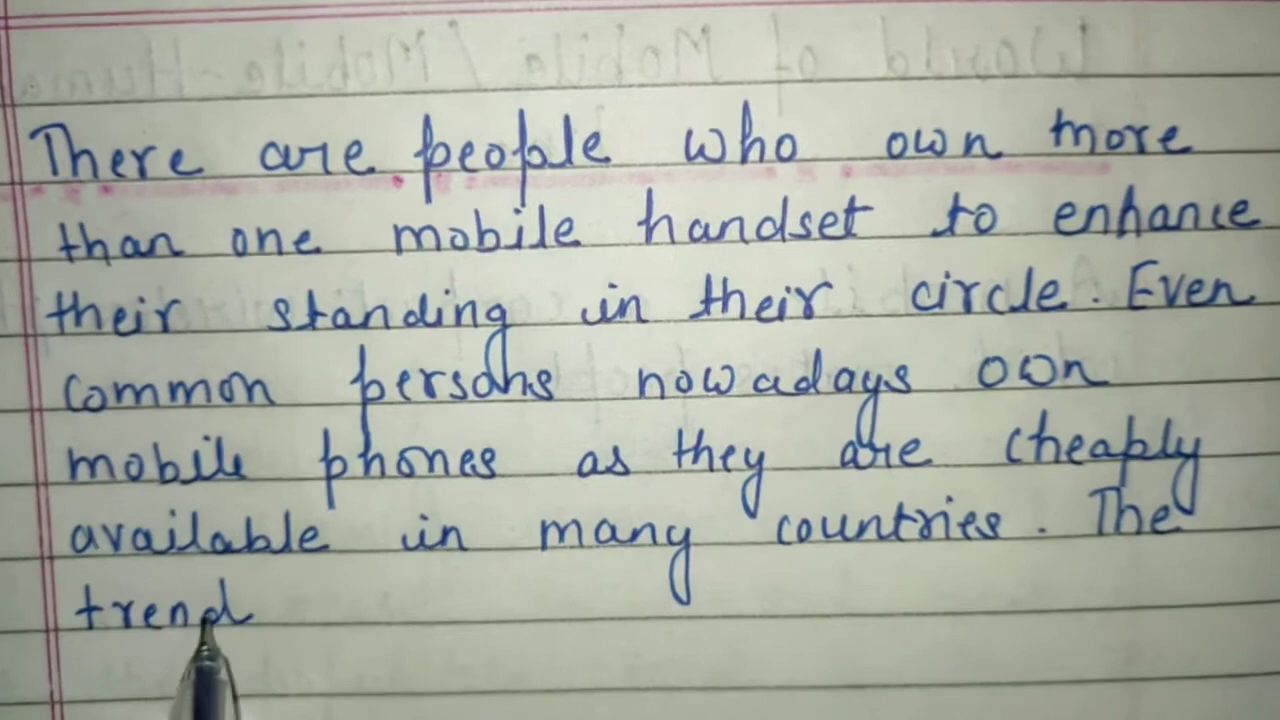 There are people who own more
than one mobile handset to enhance
their standing in their circle. Even
common persons nowadays own
mobile phones as they are cheaply
available in many countries. The
trend